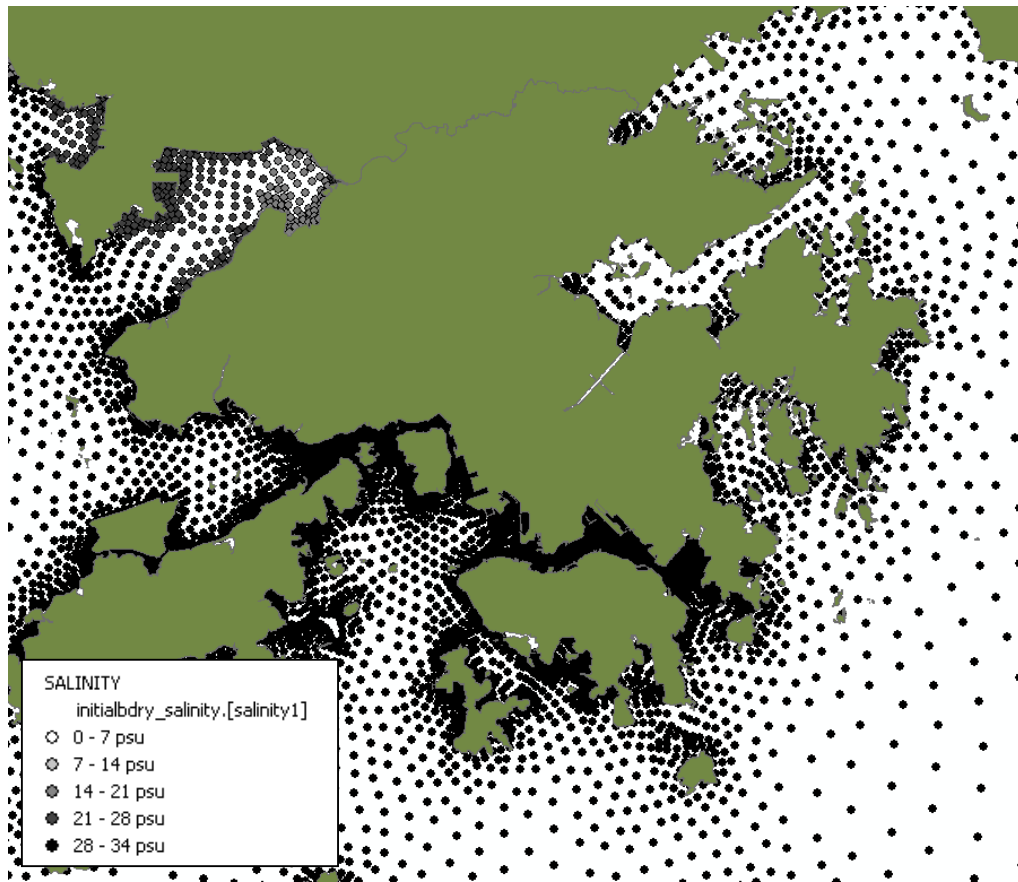 SALINITY
initialbdry_salinity.[salinity1]
0 - 7 psu
7 - 14 psu
14 - 21 psu
21 - 28 psu
28 - 34 psu